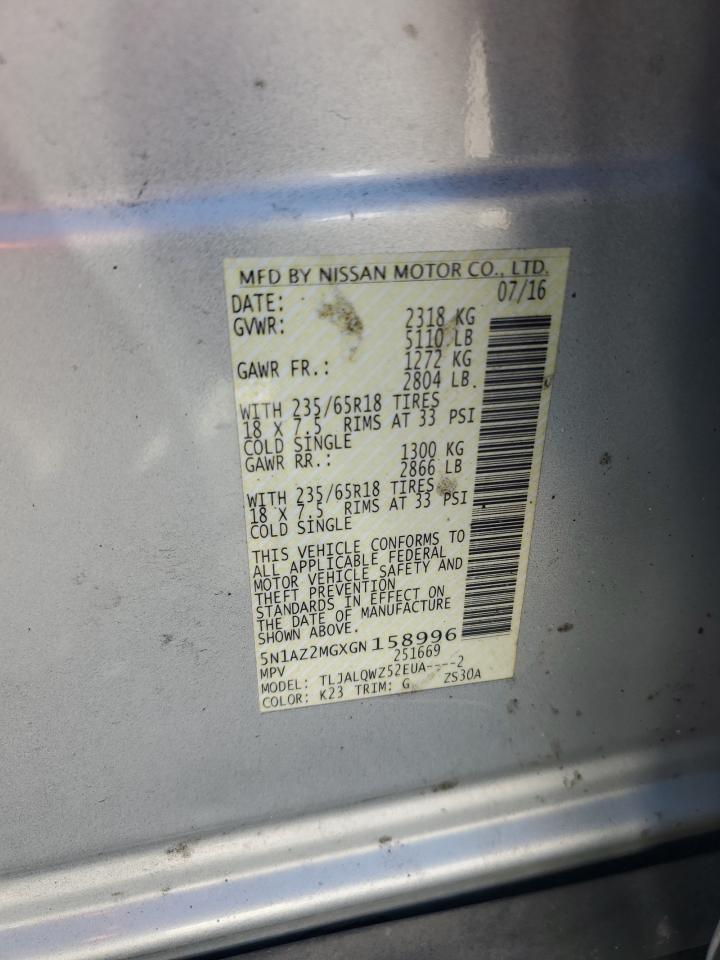 MFD BY NISSAN MOTOR CO., LTD.
DATE: 07/16
GVWR: 2318 KG
5110 LB
GAWR FR.: 1272 KG
2804 LB
WITH 235/65R18 TIRES
18 X 7.5 RIMS AT 33 PSI
COLD SINGLE
GAWR RR.: 1300 KG
2866 LB
WITH 235/65R18 TIRES
18 X 7.5 RIMS AT 33 PSI
COLD SINGLE
THIS VEHICLE CONFORMS TO
ALL APPLICABLE FEDERAL
MOTOR VEHICLE SAFETY AND
THEFT PREVENTION
STANDARDS IN EFFECT ON
THE DATE OF MANUFACTURE
SHOWN ABOVE.
5N1AZ2MGXGN158996
MPV 251669
MODEL: TLJALQWZ52EUA----2
COLOR: K23 TRIM: G ZS30A